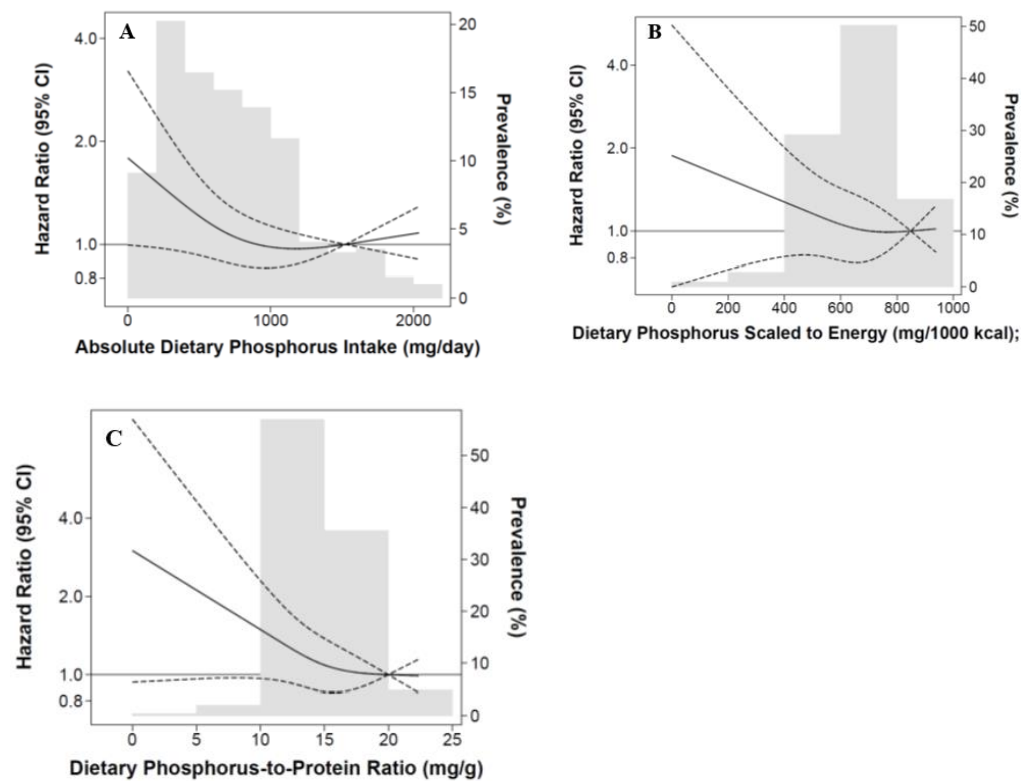 A
Hazard Ratio (95% CI)
4.0
2.0
1.0
0.8
20
15
10
5
0
Prevalence (%)
0 1000 2000
Absolute Dietary Phosphorus Intake (mg/day)
B
Hazard Ratio (95% CI)
4.0
2.0
1.0
0.8
50
40
30
20
10
0
Prevalence (%)
0 200 400 600 800 1000
Dietary Phosphorus Scaled to Energy (mg/1000 kcal);
C
Hazard Ratio (95% CI)
4.0
2.0
1.0
0.8
50
40
30
20
10
0
Prevalence (%)
0 5 10 15 20 25
Dietary Phosphorus-to-Protein Ratio (mg/g)